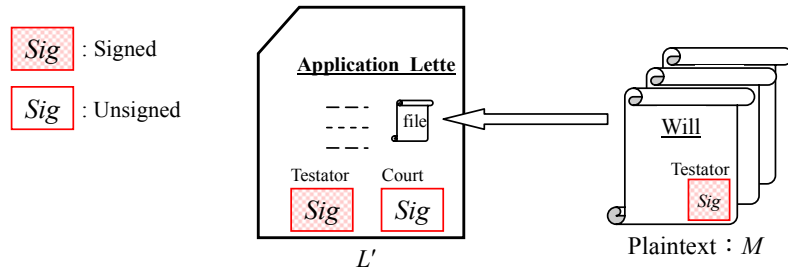 Sig : Signed
Sig : Unsigned
Application Lette
file
Testator Court
Sig Sig
L'
Will
Testator
Sig
Plaintext：M